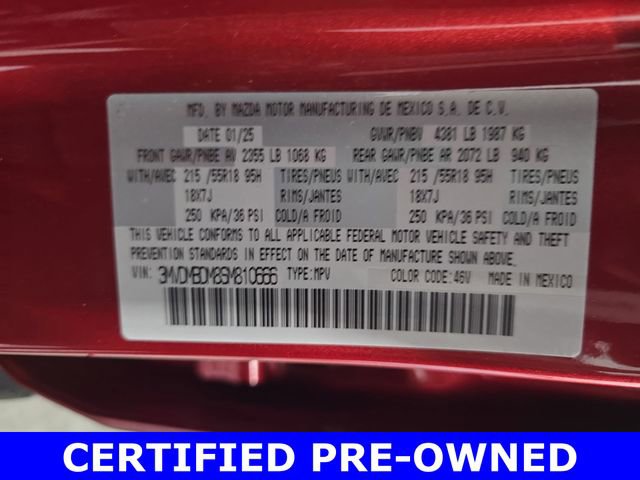 MFD. BY MAZDA MOTOR MANUFACTURING DE MEXICO S.A. DE C.V.
DATE 01/25 GVWR/PNBV 4381 LB 1987 KG
FRONT GAWR/PNBE AV 2355 LB 1068 KG REAR GAWR/PNBE AR 2072 LB 940 KG
WITH/AVEC 215 /55R18 95H TIRES/PNEUS WITH/AVEC 215 /55R18 95H TIRES/PNEUS
18X7J RIMS/JANTES 18X7J RIMS/JANTES
250 KPA/36 PSI COLD/A FROID 250 KPA/36 PSI COLD/A FROID
THIS VEHICLE CONFORMS TO ALL APPLICABLE FEDERAL MOTOR VEHICLE SAFETY AND THEFT
PREVENTION STANDARDS IN EFFECT ON THE DATE OF MANUFACTURE SHOWN ABOVE.
VIN: 3MVDMBDM8SM810666 TYPE: MPV COLOR CODE: 46V MADE IN MEXICO
CERTIFIED PRE-OWNED